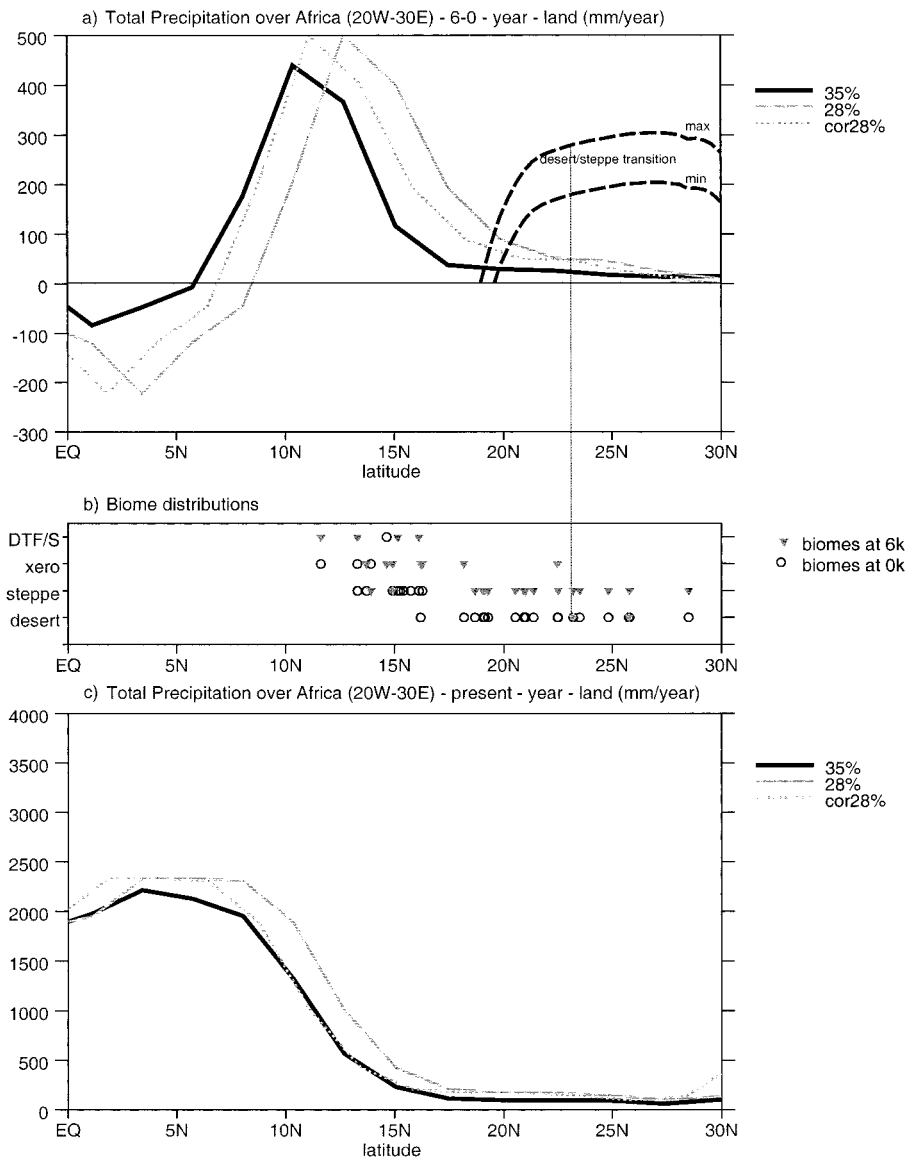 a) Total Precipitation over Africa (20W-30E) - 6-0 - year - land (mm/year)
500
400
300
200
100
0
-100
-200
-300
EQ 5N 10N 15N 20N 25N 30N
latitude
max
desert/steppe transition
min
35%
28%
cor28%
b) Biome distributions
DTF/S
xero
steppe
desert
EQ 5N 10N 15N 20N 25N 30N
biomes at 6k
biomes at 0k
c) Total Precipitation over Africa (20W-30E) - present - year - land (mm/year)
4000
3500
3000
2500
2000
1500
1000
500
0
EQ 5N 10N 15N 20N 25N 30N
latitude
35%
28%
cor28%